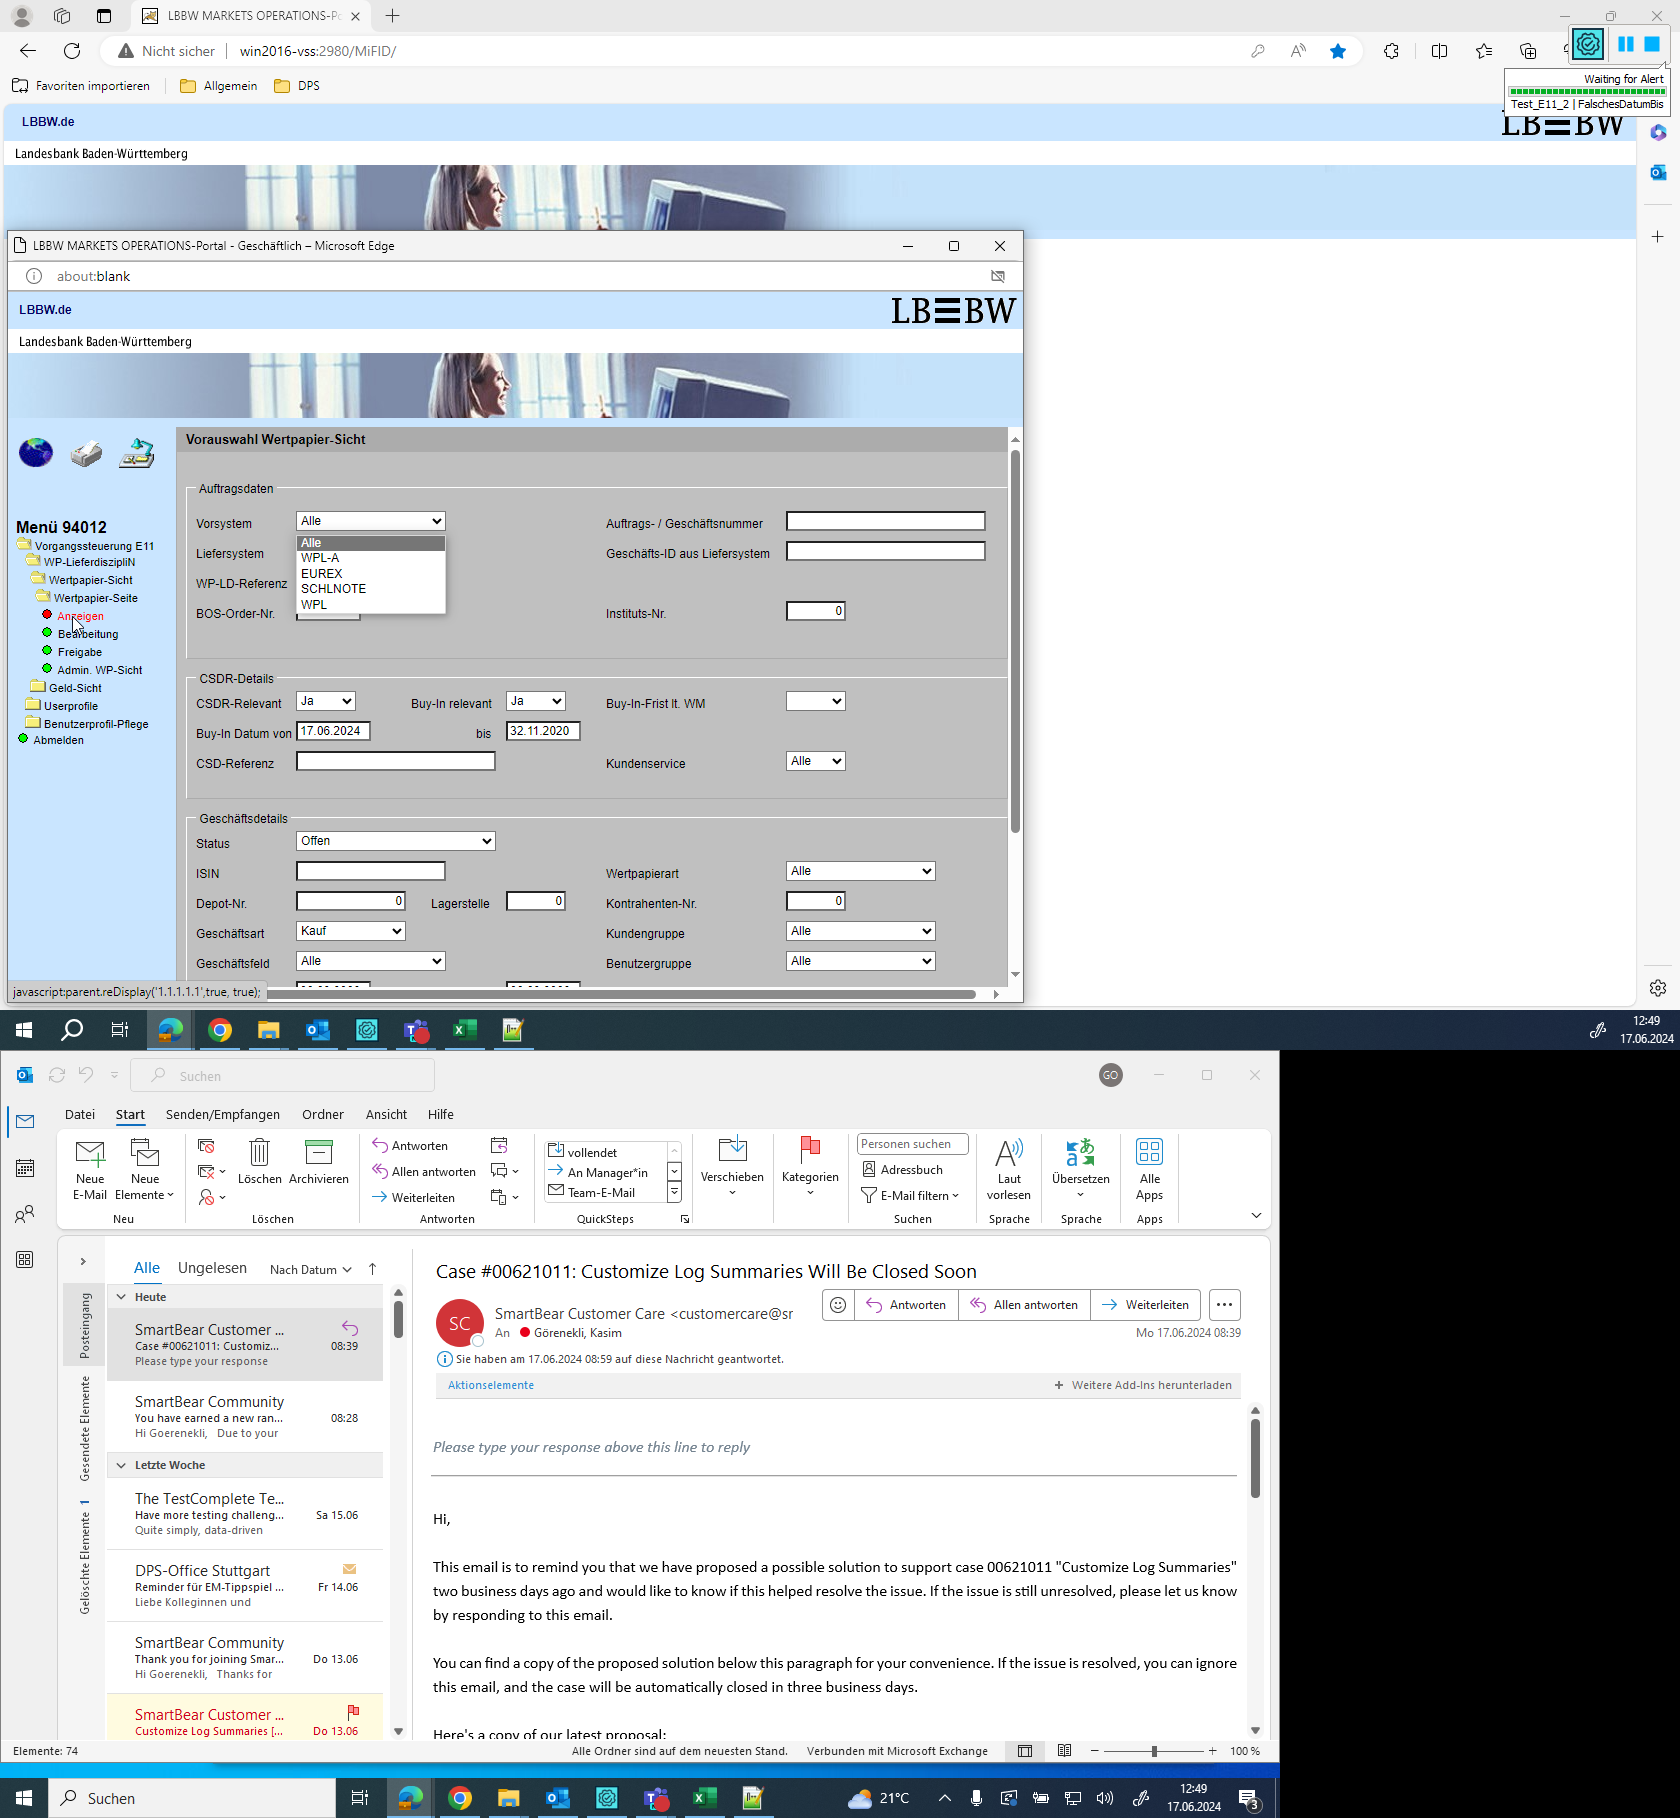 LBBW MARKETS OPERATIONS-Po
Nicht sicher
win2016-vss:2980/MiFID/
Favoriten importieren
Allgemein
DPS
Waiting for Alert
Test_E11_2 | FalschesDatumBis
LBBW.de
LB BW
Landesbank Baden-Württemberg
LBBW MARKETS OPERATIONS-Portal - Geschäftlich – Microsoft Edge
about:blank
LBBW.de
LB BW
Landesbank Baden-Württemberg
Menü 94012
Vorgangssteuerung E11
WP-LieferdiszipliN
Wertpapier-Sicht
Wertpapier-Seite
Anzeigen
Bearbeitung
Freigabe
Admin. WP-Sicht
Geld-Sicht
Userprofile
Benutzerprofil-Pflege
Abmelden
Vorauswahl Wertpapier-Sicht
Auftragsdaten
Vorsystem Alle Auftrags- / Geschäftsnummer
Alle
WPL-A
EUREX
SCHLNOTE
WPL
Liefersystem Geschäfts-ID aus Liefersystem
WP-LD-Referenz
BOS-Order-Nr. Instituts-Nr. 0
CSDR-Details
CSDR-Relevant Ja Buy-In relevant Ja Buy-In-Frist lt. WM
Buy-In Datum von 17.06.2024 bis 32.11.2020
CSD-Referenz Kundenservice Alle
Geschäftsdetails
Status Offen
ISIN Wertpapierart Alle
Depot-Nr. 0 Lagerstelle 0 Kontrahenten-Nr. 0
Geschäftsart Kauf Kundengruppe Alle
Geschäftsfeld Alle Benutzergruppe Alle
javascript:parent.reDisplay('1.1.1.1.1',true, true);
12:49
17.06.2024
Suchen
GO
Datei Start Senden/Empfangen Ordner Ansicht Hilfe
Neue
E-Mail
Neue
Elemente
Neu
Löschen
Archivieren
Löschen
Antworten
Allen antworten
Weiterleiten
Antworten
vollendet
An Manager*in
Team-E-Mail
QuickSteps
Verschieben
Kategorien
Personen suchen
Adressbuch
E-Mail filtern
Suchen
Laut
vorlesen
Sprache
Übersetzen
Sprache
Alle
Apps
Apps
Posteingang
Gesendete Elemente
Gelöschte Elemente 1
Alle Ungelesen Nach Datum
Heute
SmartBear Customer ...
Case #00621011: Customiz... 08:39
Please type your response
SmartBear Community
You have earned a new ran... 08:28
Hi Goerenekli, Due to your
Letzte Woche
The TestComplete Te...
Have more testing challeng... Sa 15.06
Quite simply, data-driven
DPS-Office Stuttgart
Reminder für EM-Tippspiel ... Fr 14.06
Liebe Kolleginnen und
SmartBear Community
Thank you for joining Smar... Do 13.06
Hi Goerenekli, Thanks for
SmartBear Customer ...
Customize Log Summaries [... Do 13.06
Case #00621011: Customize Log Summaries Will Be Closed Soon
SC
SmartBear Customer Care <customercare@sr
An Görenekli, Kasim
Antworten
Allen antworten
Weiterleiten
Mo 17.06.2024 08:39
Sie haben am 17.06.2024 08:59 auf diese Nachricht geantwortet.
Aktionselemente
+ Weitere Add-Ins herunterladen
Please type your response above this line to reply
Hi,
This email is to remind you that we have proposed a possible solution to support case 00621011 "Customize Log Summaries"
two business days ago and would like to know if this helped resolve the issue. If the issue is still unresolved, please let us know
by responding to this email.
You can find a copy of the proposed solution below this paragraph for your convenience. If the issue is resolved, you can ignore
this email, and the case will be automatically closed in three business days.
Here's a copy of our latest proposal:
Elemente: 74
Alle Ordner sind auf dem neuesten Stand.
Verbunden mit Microsoft Exchange
100 %
Suchen
21°C
12:49
17.06.2024
3